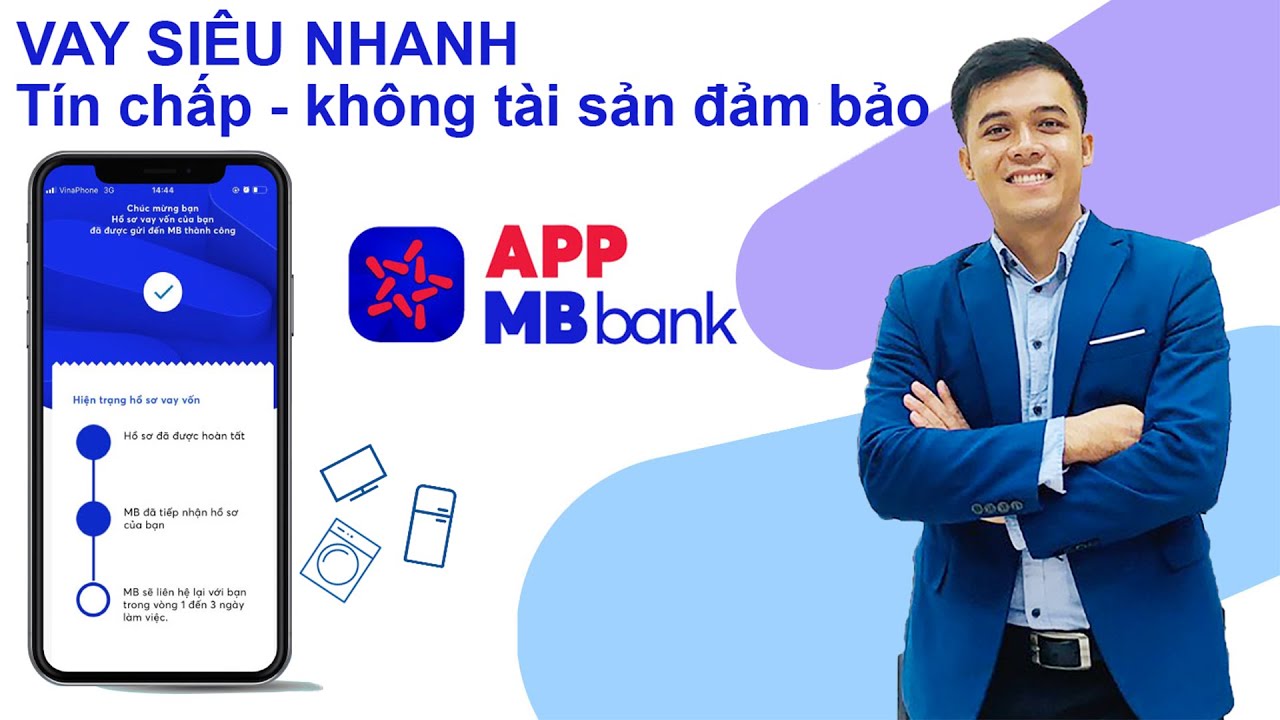 VAY SIÊU NHANH
Tín chấp - không tài sản đảm bảo
VinaPhone 3G 14:44
Chúc mừng bạn
Hồ sơ vay vốn của bạn
đã được gửi đến MB thành công
APP
MB bank
Hiện trạng hồ sơ vay vốn
Hồ sơ đã được hoàn tất
MB đã tiếp nhận hồ sơ
của bạn
MB sẽ liên hệ lại với bạn
trong vòng 1 đến 3 ngày
làm việc.